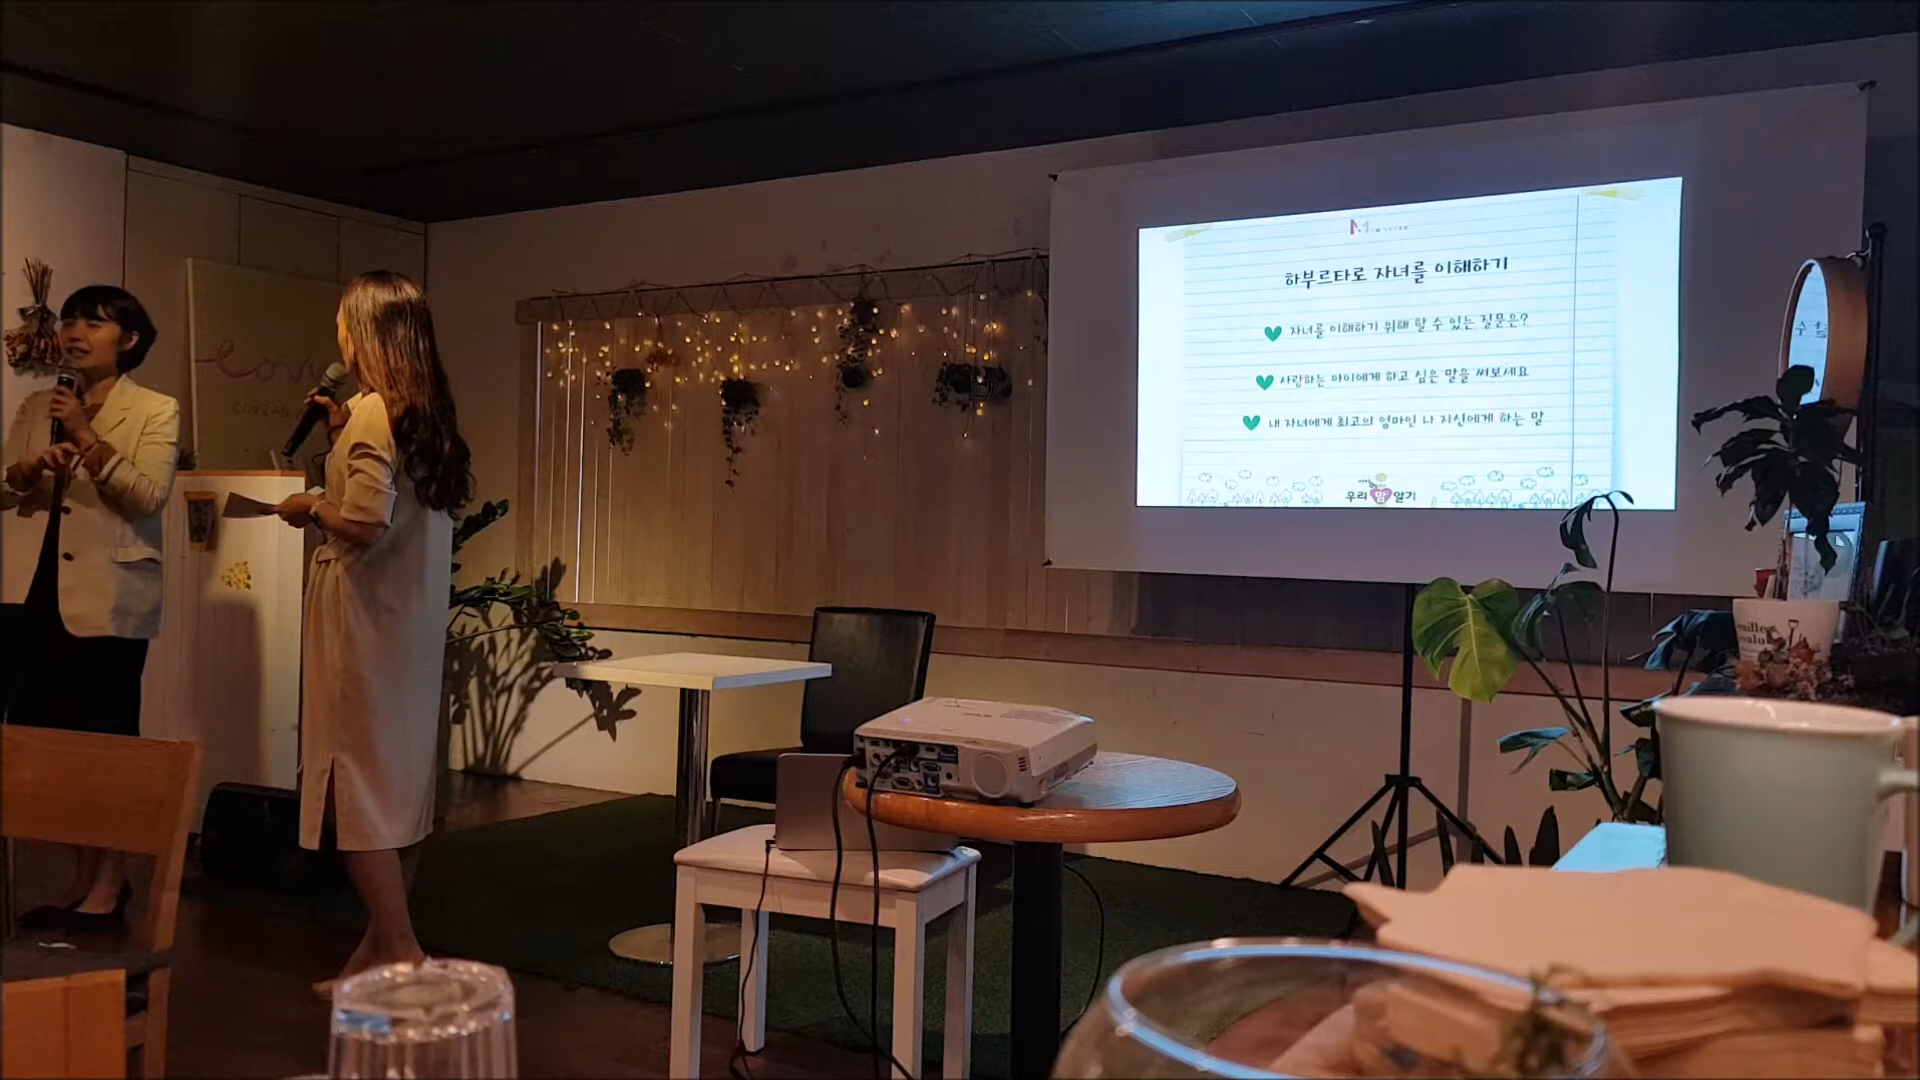 하부르타로 자녀를 이해하기
자녀를 이해하기 위해 할 수 있는 질문은?
사랑하는 아이에게 하고 싶은 말을 써보세요
내 자녀에게 최고의 엄마인 나 자신에게 하는 말
우리 맘 알기